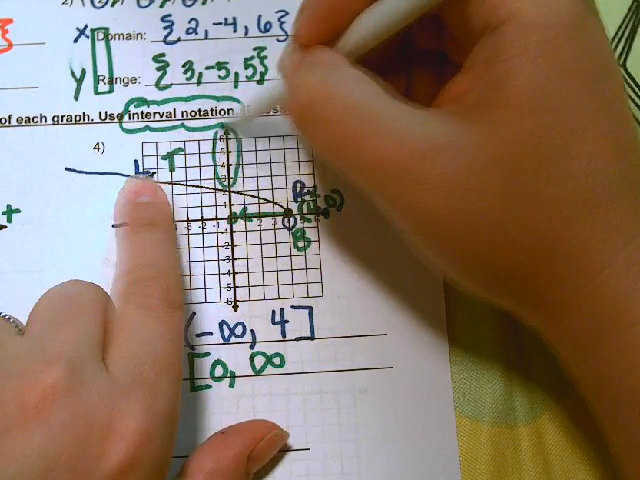 x Domain: {2, -4, 6}
y Range: {3, -5, 5}
of each graph. Use interval notation
4)
L T
R
(4, 0)
B
+
(-∞, 4]
[0, ∞